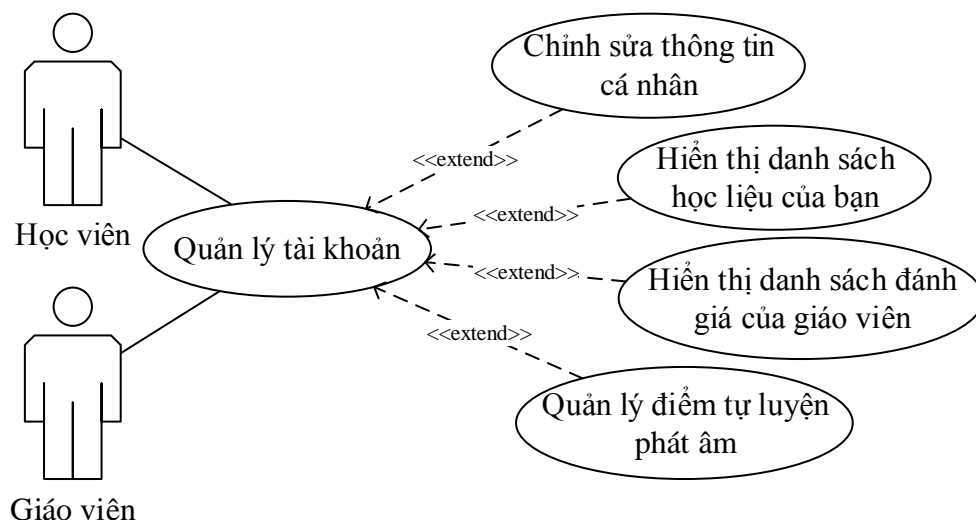 Chỉnh sửa thông tin
cá nhân
<<extend>>
Hiển thị danh sách
học liệu của bạn
<<extend>>
Học viên
Quản lý tài khoản
<<extend>>
Hiển thị danh sách đánh
giá của giáo viên
<<extend>>
Quản lý điểm tự luyện
phát âm
Giáo viên